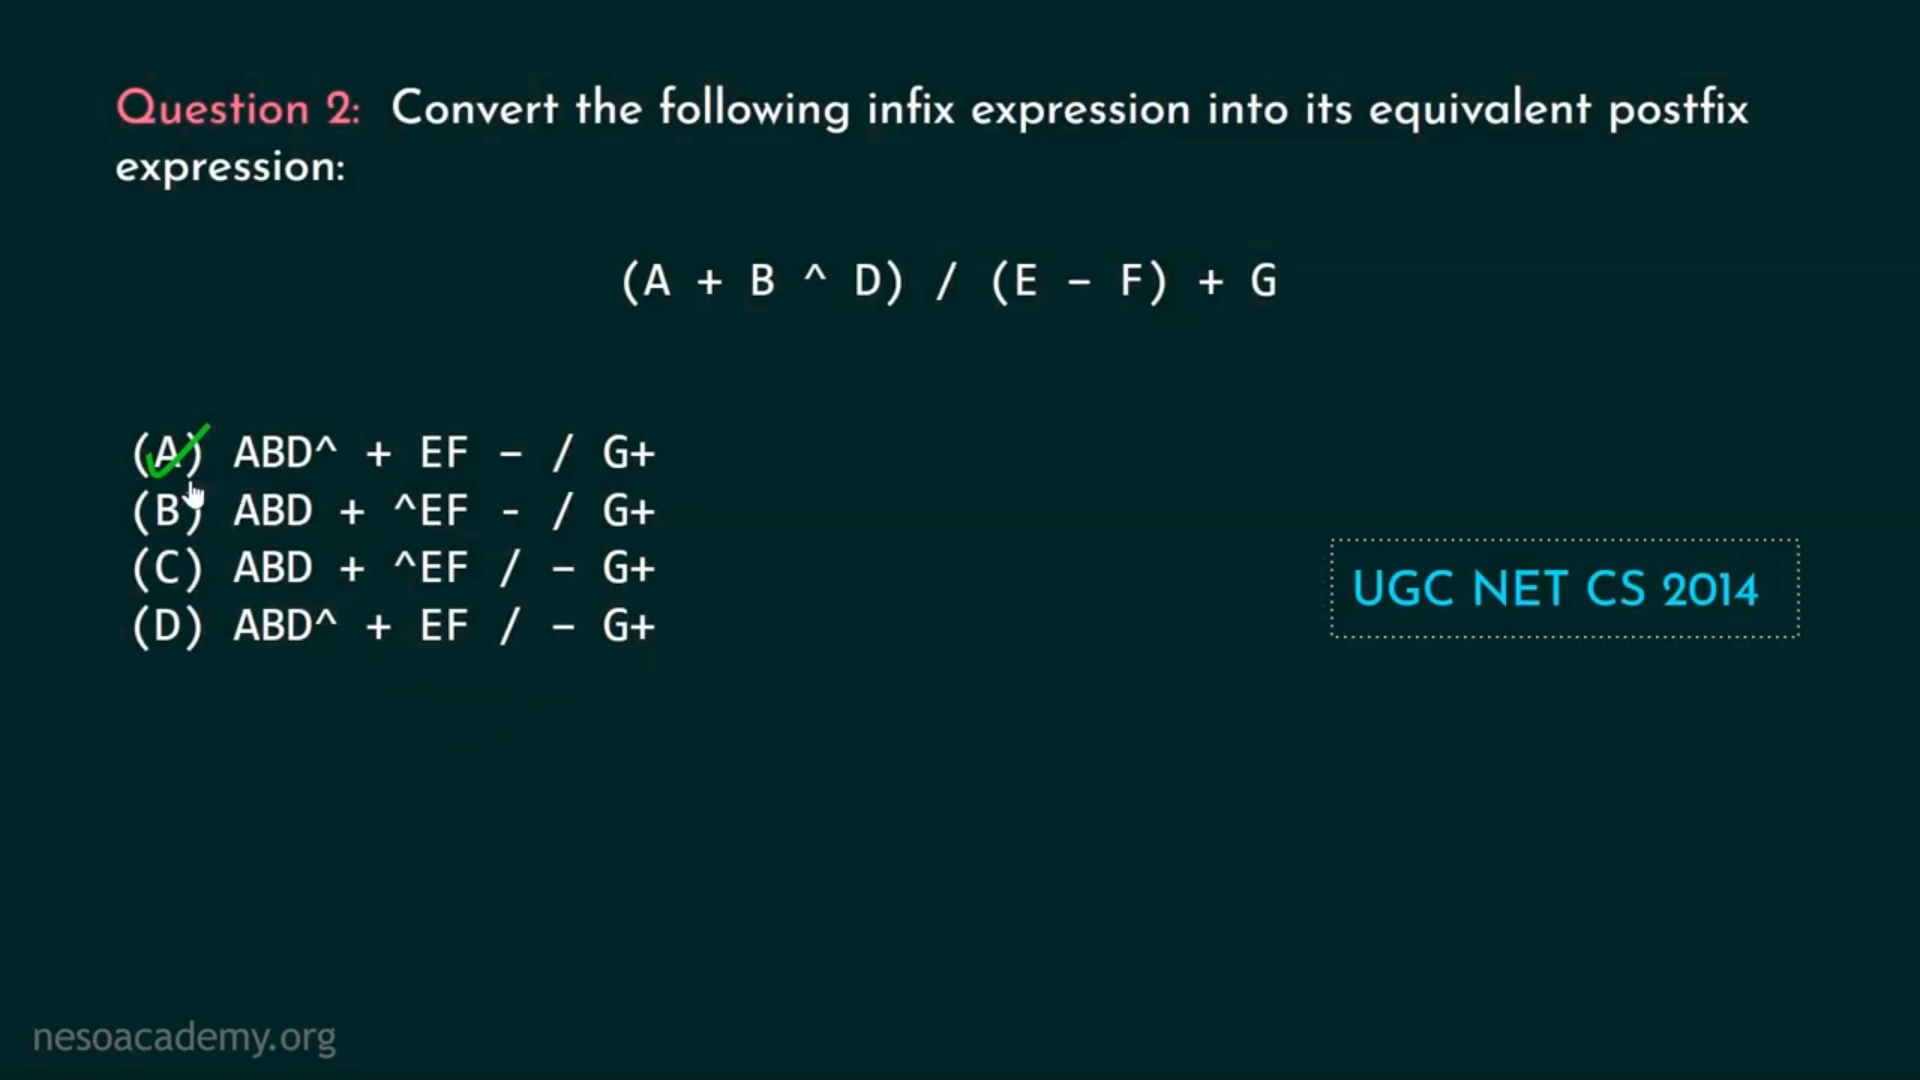 Question 2: Convert the following infix expression into its equivalent postfix
expression:
(A + B ^ D) / (E – F) + G
(A) ABD^ + EF – / G+
(B) ABD + ^EF - / G+
(C) ABD + ^EF / – G+
(D) ABD^ + EF / – G+
UGC NET CS 2014
nesoacademy.org